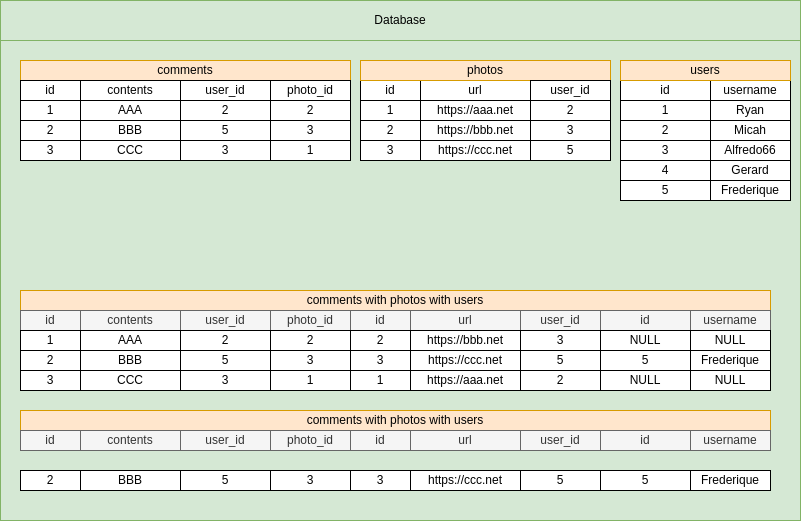 Database
comments photos users
id contents user_id photo_id id url user_id id username
1 AAA 2 2 1 https://aaa.net 2 1 Ryan
2 BBB 5 3 2 https://bbb.net 3 2 Micah
3 CCC 3 1 3 https://ccc.net 5 3 Alfredo66
4 Gerard
5 Frederique
comments with photos with users
id contents user_id photo_id id url user_id id username
1 AAA 2 2 2 https://bbb.net 3 NULL NULL
2 BBB 5 3 3 https://ccc.net 5 5 Frederique
3 CCC 3 1 1 https://aaa.net 2 NULL NULL
comments with photos with users
id contents user_id photo_id id url user_id id username
2 BBB 5 3 3 https://ccc.net 5 5 Frederique